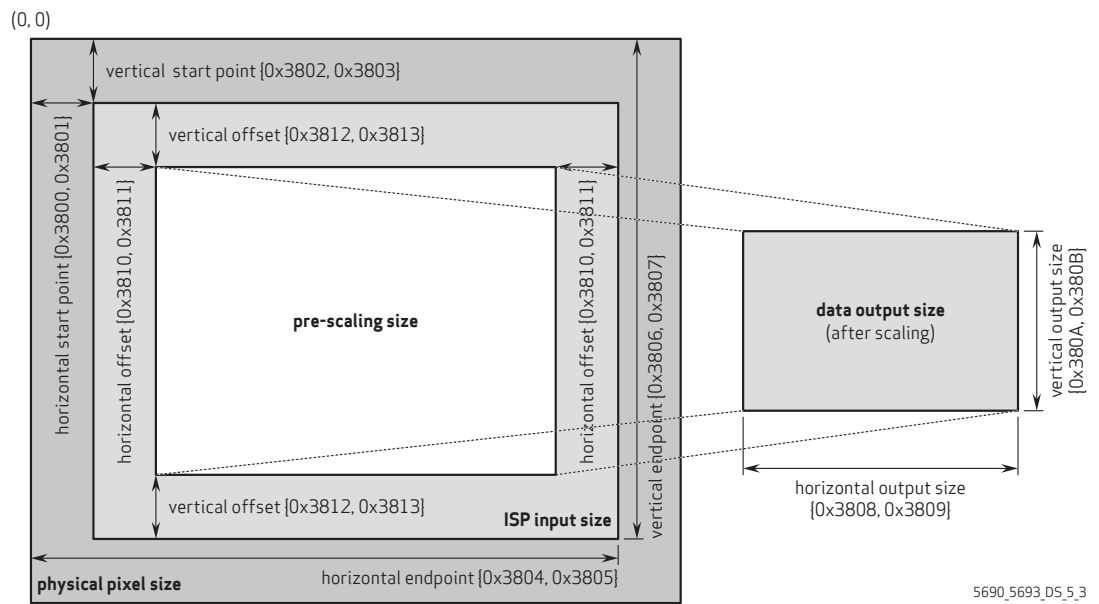 (0, 0)
vertical start point {0x3802, 0x3803}
vertical offset {0x3812, 0x3813}
horizontal start point {0x3800, 0x3801}
horizontal offset {0x3810, 0x3811}
pre-scaling size
horizontal offset {0x3810, 0x3811}
vertical endpoint {0x3806, 0x3807}
data output size
(after scaling)
vertical output size
{0x380A, 0x380B}
horizontal output size
{0x3808, 0x3809}
vertical offset {0x3812, 0x3813}
ISP input size
horizontal endpoint {0x3804, 0x3805}
physical pixel size
5690_5693_DS_5_3